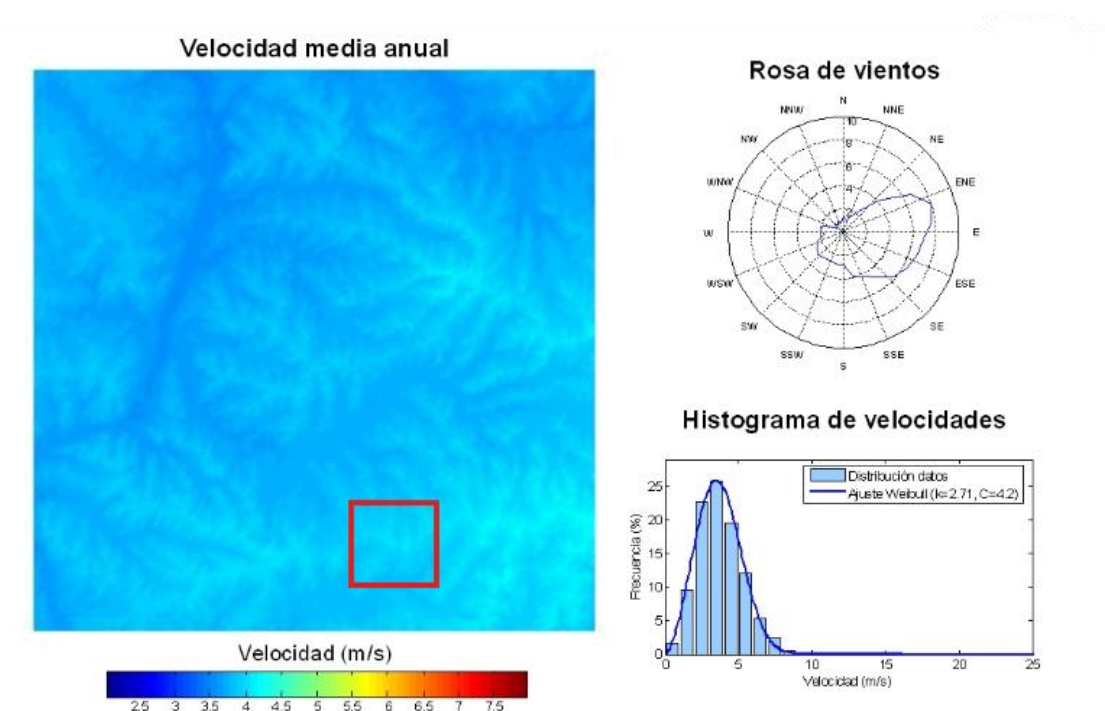 Velocidad media anual
Velocidad (m/s)
2.5 3 3.5 4 4.5 5 5.5 6 6.5 7 7.5
Rosa de vientos
N
NNW NNE
NW NE
WNW ENE
W E
WSW ESE
SW SE
SSW SSE
S
10
8
6
4
2
Histograma de velocidades
Distribución datos
Ajuste Weibull (k=2.71, C=4.2)
Frecuencia (%)
25
20
15
10
5
0
0 5 10 15 20 25
Velocidad (m/s)